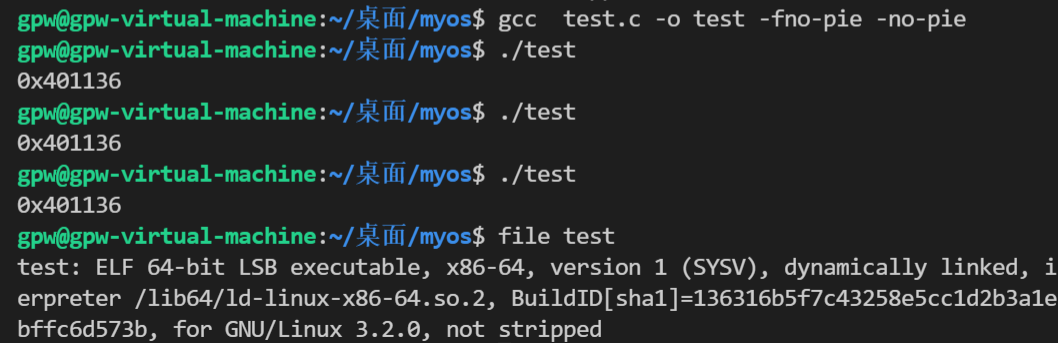 gpw@gpw-virtual-machine:~/桌面/myos$ gcc  test.c -o test -fno-pie -no-pie
gpw@gpw-virtual-machine:~/桌面/myos$ ./test
0x401136
gpw@gpw-virtual-machine:~/桌面/myos$ ./test
0x401136
gpw@gpw-virtual-machine:~/桌面/myos$ ./test
0x401136
gpw@gpw-virtual-machine:~/桌面/myos$ file test
test: ELF 64-bit LSB executable, x86-64, version 1 (SYSV), dynamically linked, i
erpreter /lib64/ld-linux-x86-64.so.2, BuildID[sha1]=136316b5f7c43258e5cc1d2b3a1e
bffc6d573b, for GNU/Linux 3.2.0, not stripped